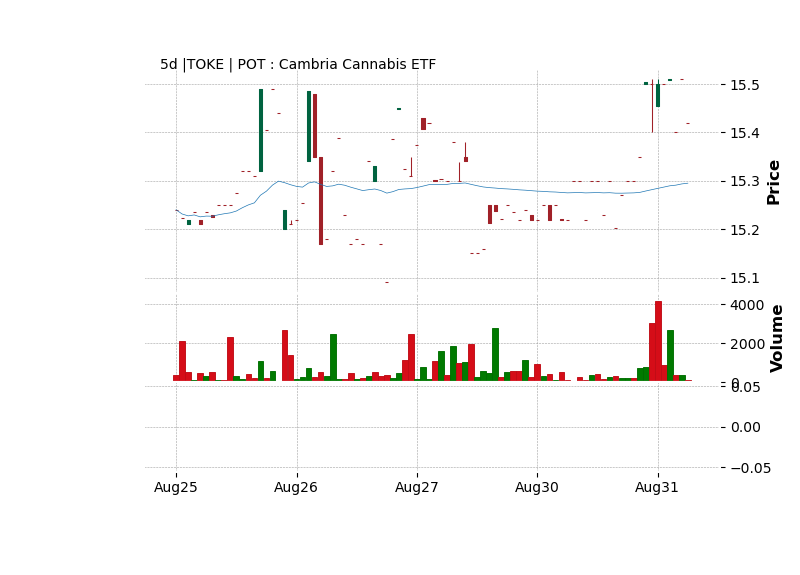 5d |TOKE | POT : Cambria Cannabis ETF
15.5
15.4
15.3
15.2
15.1
Price
4000
2000
0
Volume
0.05
0.00
−0.05
Aug25 Aug26 Aug27 Aug30 Aug31